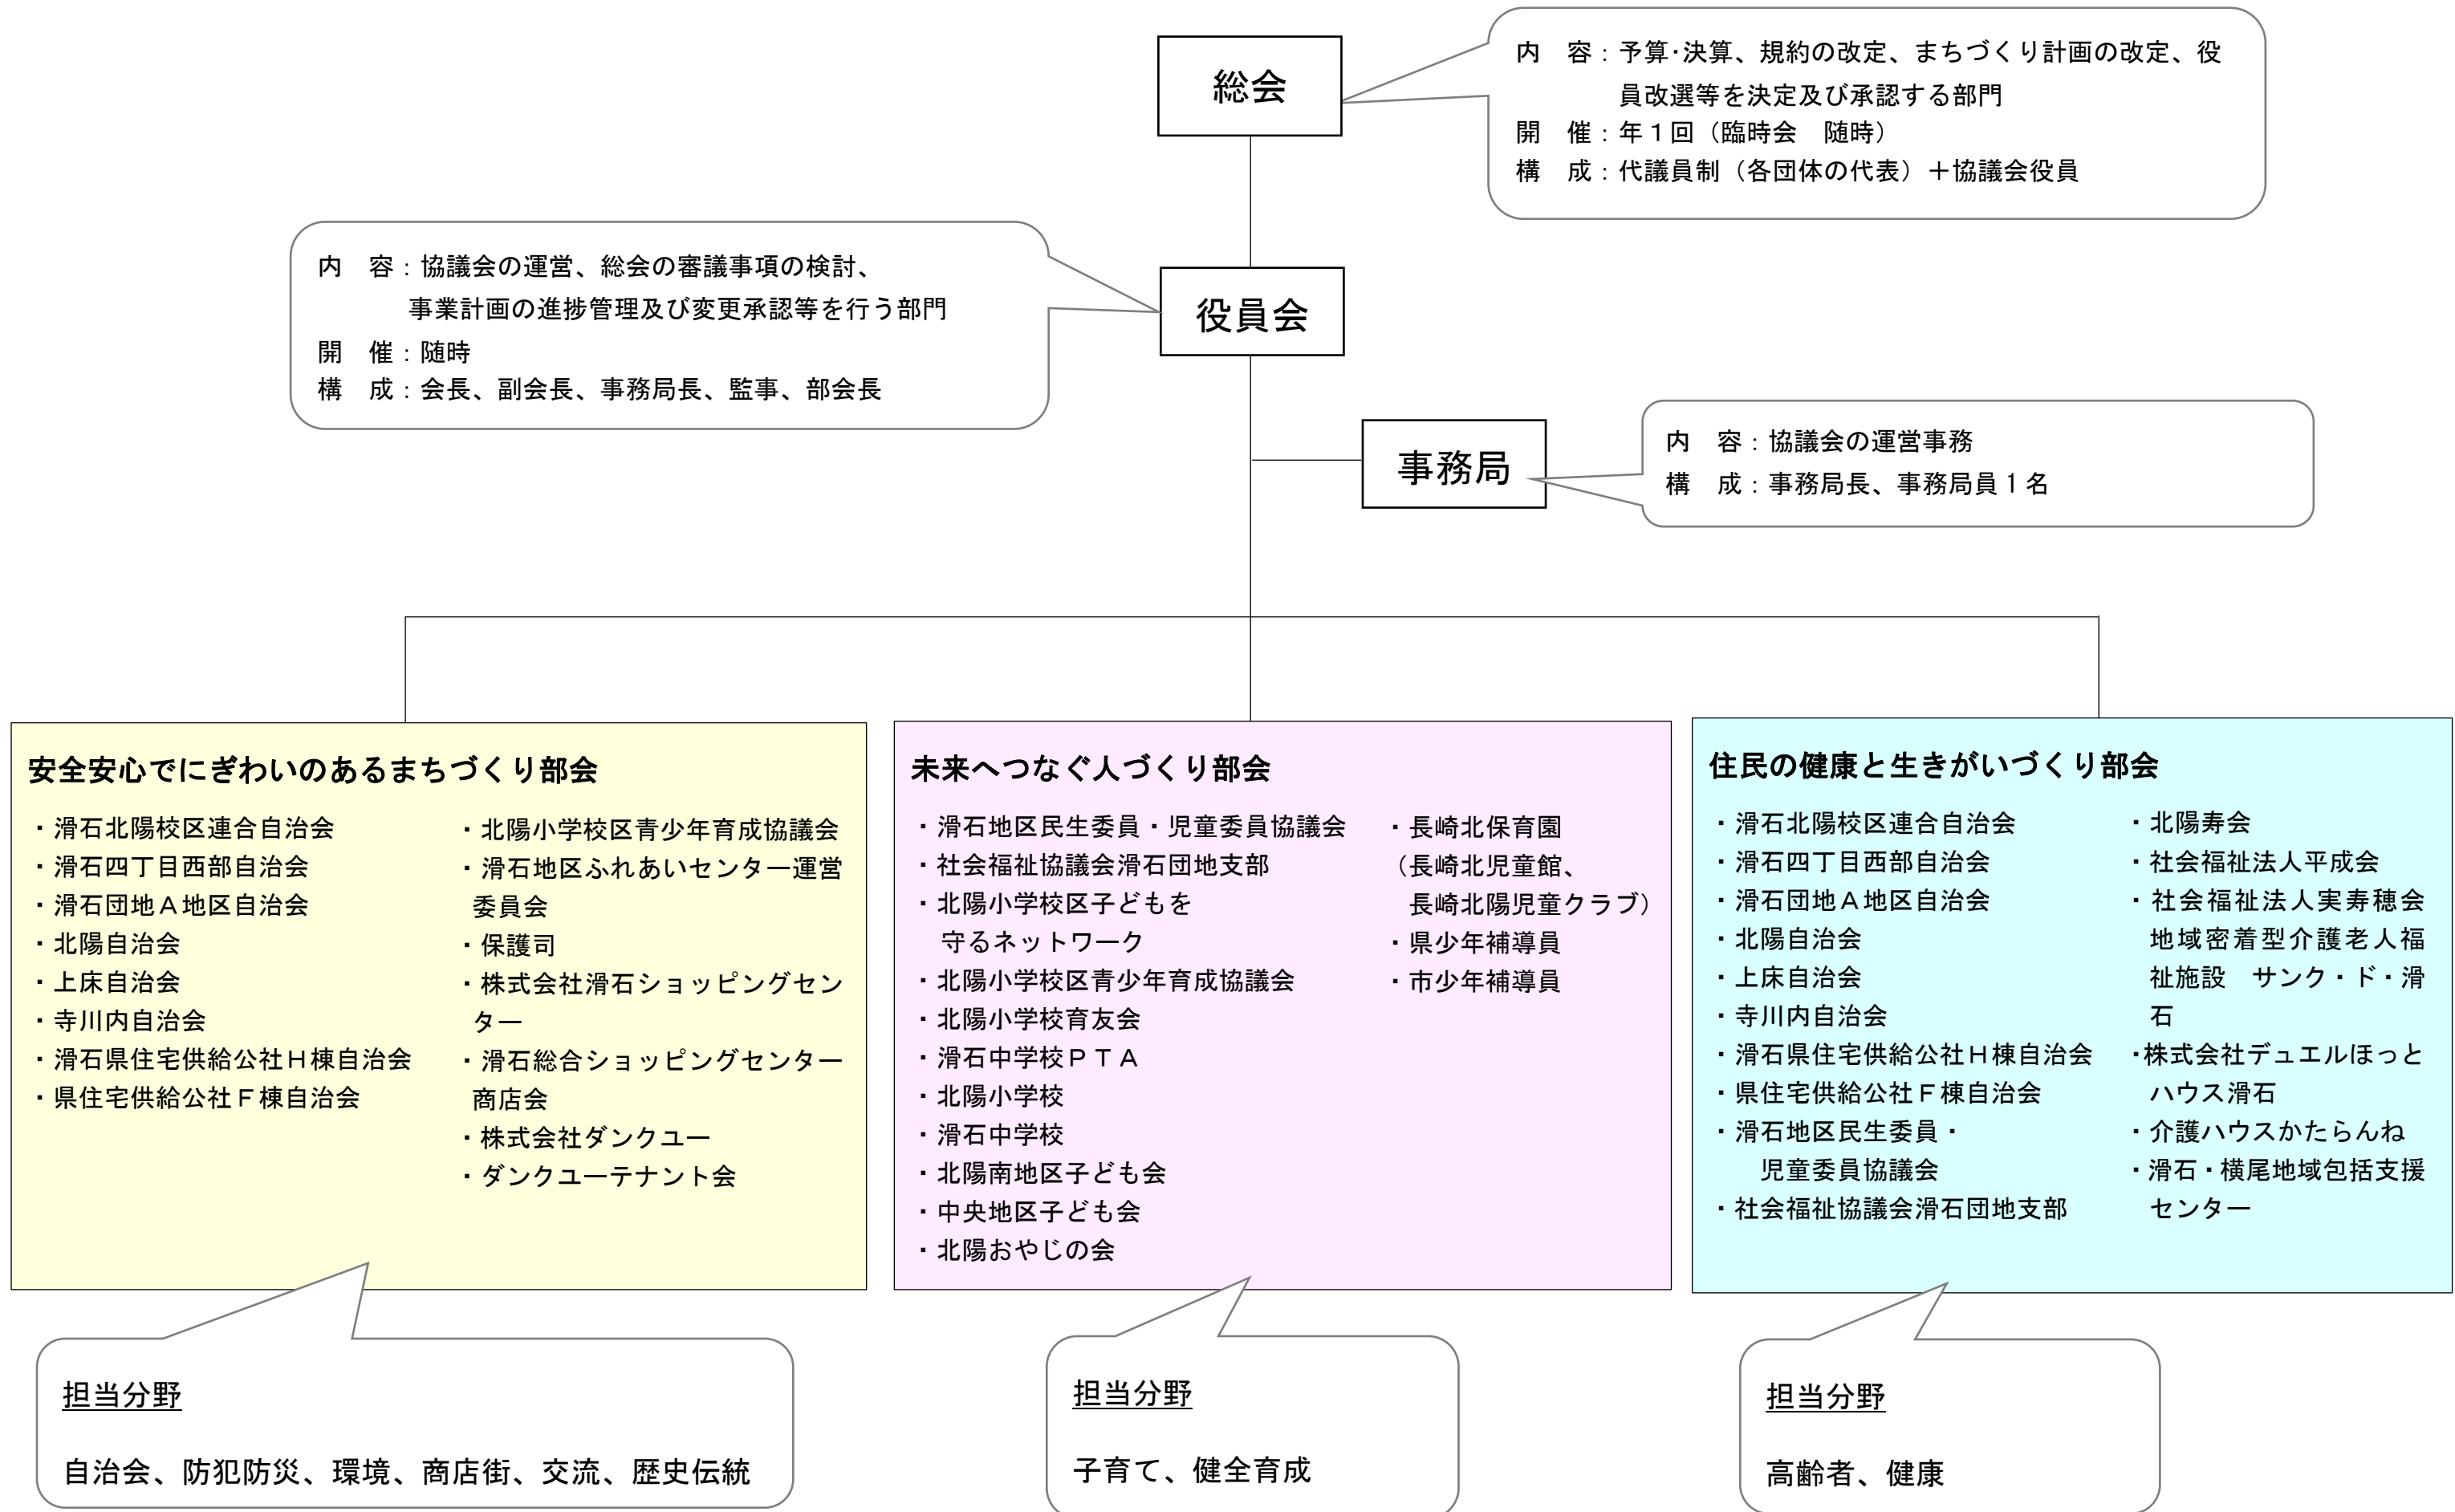 総会
内　容：予算･決算、規約の改定、まちづくり計画の改定、役
員改選等を決定及び承認する部門
開　催：年１回（臨時会　随時）
構　成：代議員制（各団体の代表）＋協議会役員
内　容：協議会の運営、総会の審議事項の検討、
事業計画の進捗管理及び変更承認等を行う部門
開　催：随時
構　成：会長、副会長、事務局長、監事、部会長
役員会
事務局
内　容：協議会の運営事務
構　成：事務局長、事務局員１名
安全安心でにぎわいのあるまちづくり部会
・滑石北陽校区連合自治会
・滑石四丁目西部自治会
・滑石団地Ａ地区自治会
・北陽自治会
・上床自治会
・寺川内自治会
・滑石県住宅供給公社Ｈ棟自治会
・県住宅供給公社Ｆ棟自治会
・北陽小学校区青少年育成協議会
・滑石地区ふれあいセンター運営
委員会
・保護司
・株式会社滑石ショッピングセン
ター
・滑石総合ショッピングセンター
商店会
・株式会社ダンクユー
・ダンクユーテナント会
未来へつなぐ人づくり部会
・滑石地区民生委員・児童委員協議会
・社会福祉協議会滑石団地支部
・北陽小学校区子どもを
守るネットワーク
・北陽小学校区青少年育成協議会
・北陽小学校育友会
・滑石中学校ＰＴＡ
・北陽小学校
・滑石中学校
・北陽南地区子ども会
・中央地区子ども会
・北陽おやじの会
・長崎北保育園
（長崎北児童館、
長崎北陽児童クラブ）
・県少年補導員
・市少年補導員
住民の健康と生きがいづくり部会
・滑石北陽校区連合自治会
・滑石四丁目西部自治会
・滑石団地Ａ地区自治会
・北陽自治会
・上床自治会
・寺川内自治会
・滑石県住宅供給公社Ｈ棟自治会
・県住宅供給公社Ｆ棟自治会
・滑石地区民生委員・
児童委員協議会
・社会福祉協議会滑石団地支部
・北陽寿会
・社会福祉法人平成会
・社会福祉法人実寿穂会
地域密着型介護老人福
祉施設　サンク・ド・滑
石
・株式会社デュエルほっと
ハウス滑石
・介護ハウスかたらんね
・滑石・横尾地域包括支援
センター
担当分野
自治会、防犯防災、環境、商店街、交流、歴史伝統
担当分野
子育て、健全育成
担当分野
高齢者、健康